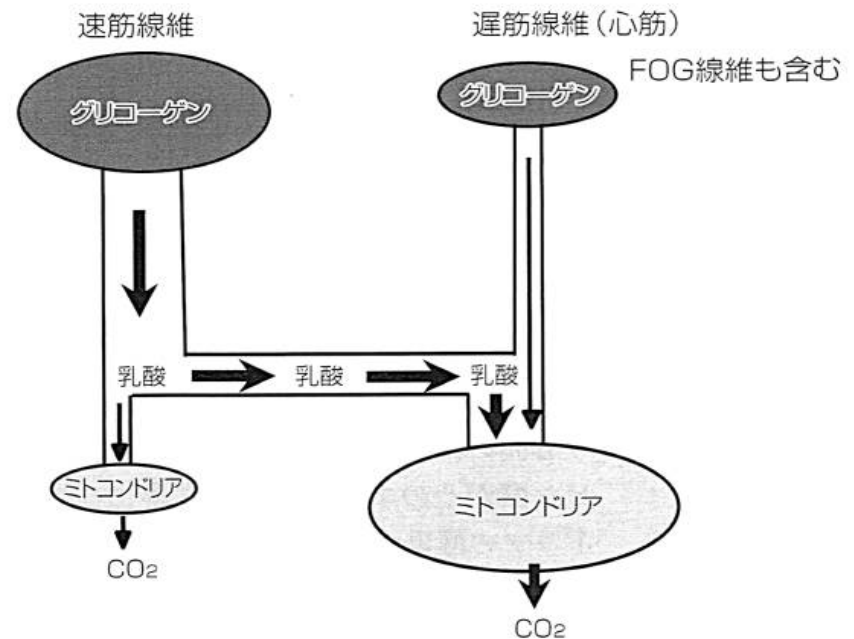 速筋線維
遅筋線維(心筋)
FOG線維も含む
グリコーゲン
グリコーゲン
乳酸
乳酸
乳酸
ミトコンドリア
ミトコンドリア
CO₂
CO₂